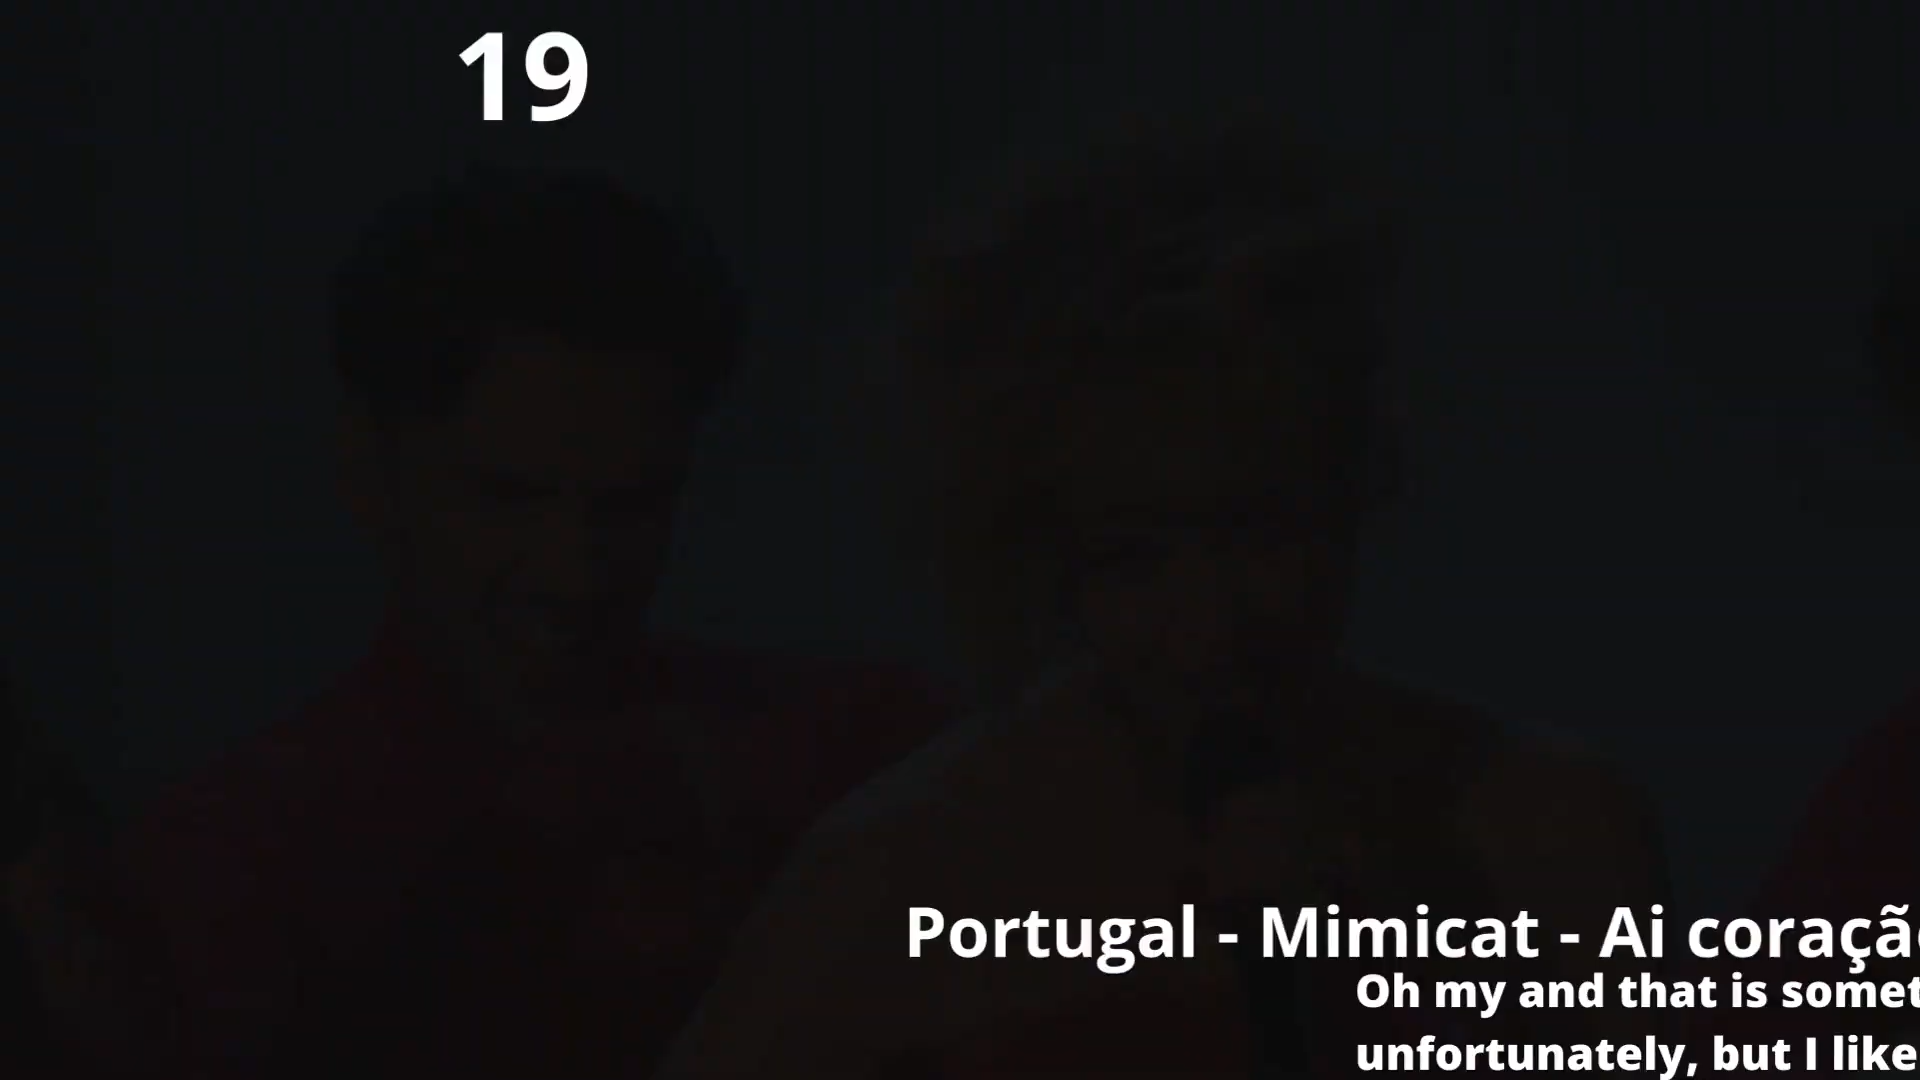 19
Portugal - Mimicat - Ai coraçã
Oh my and that is somet
unfortunately, but I like